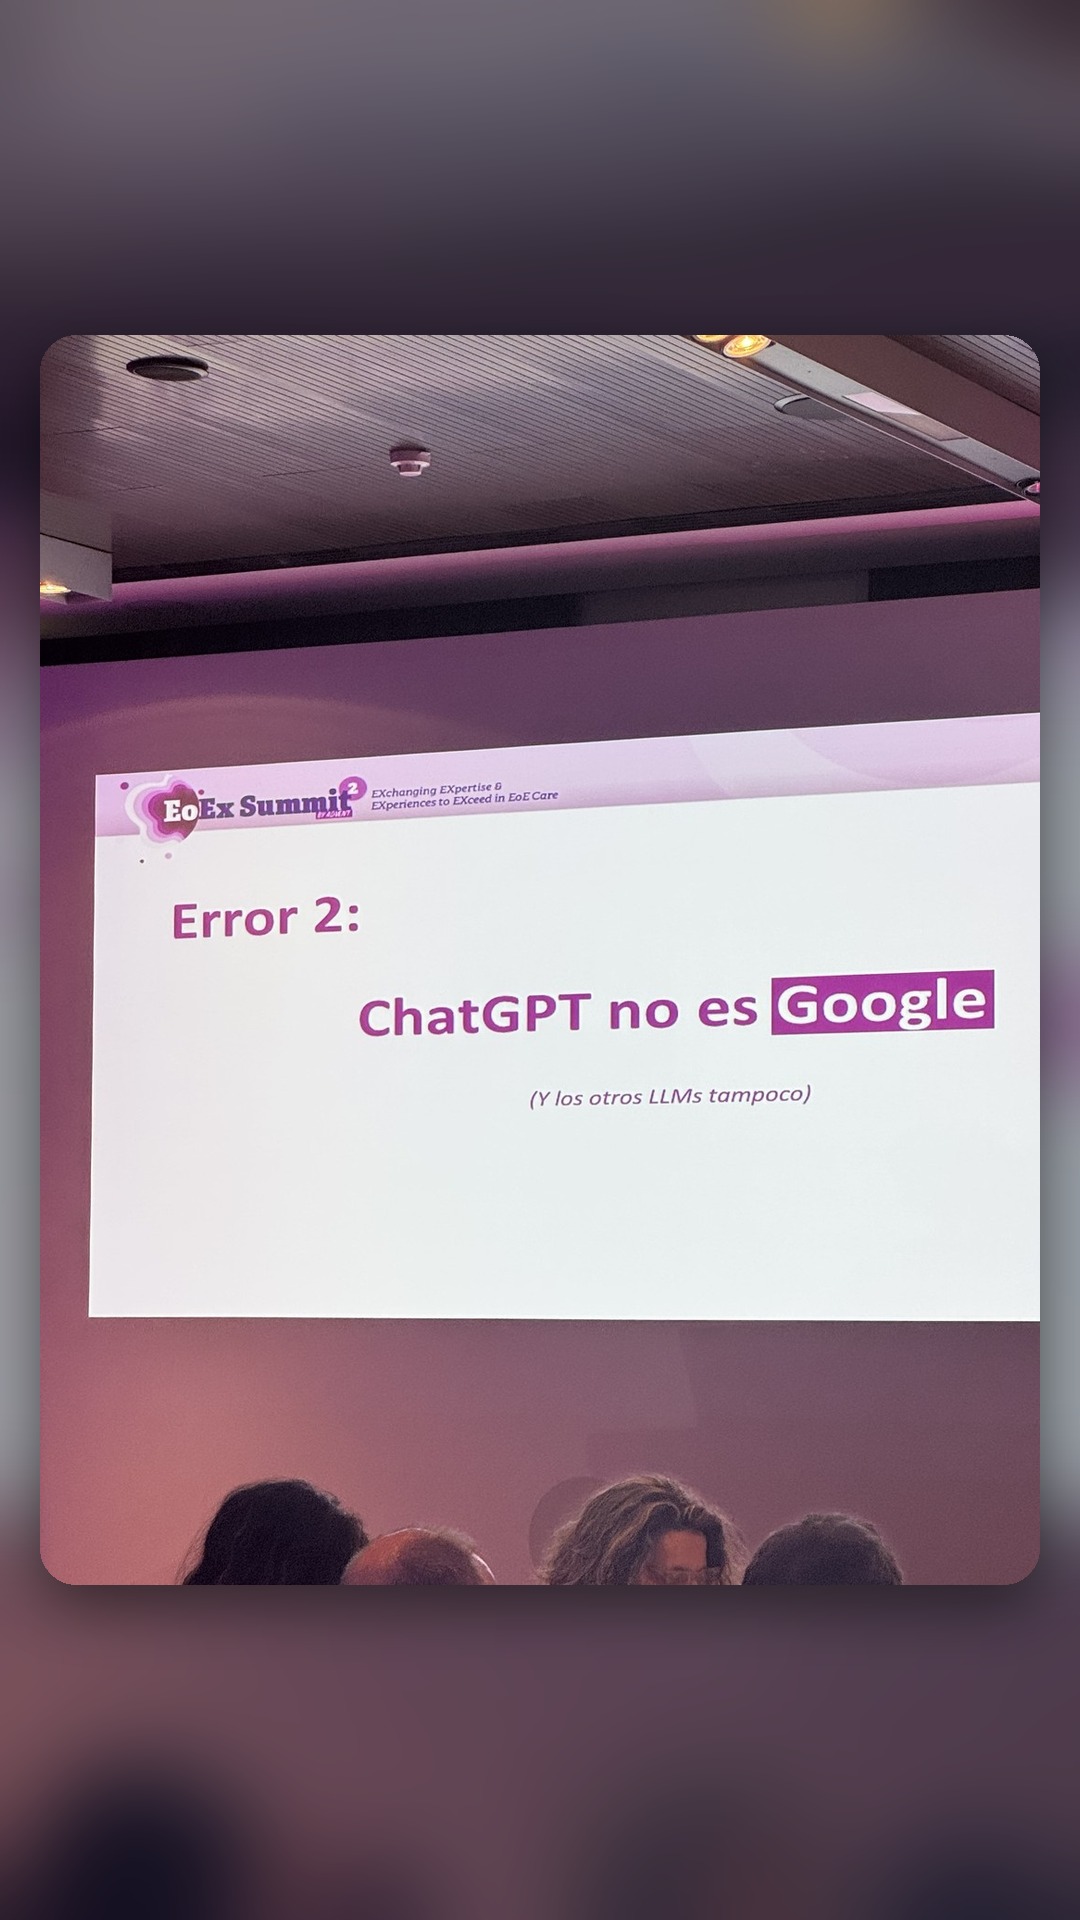 EoEx Summit 2
EXchanging EXpertise &
EXperiences to EXceed in EoE Care
Error 2:
ChatGPT no es Google
(Y los otros LLMs tampoco)